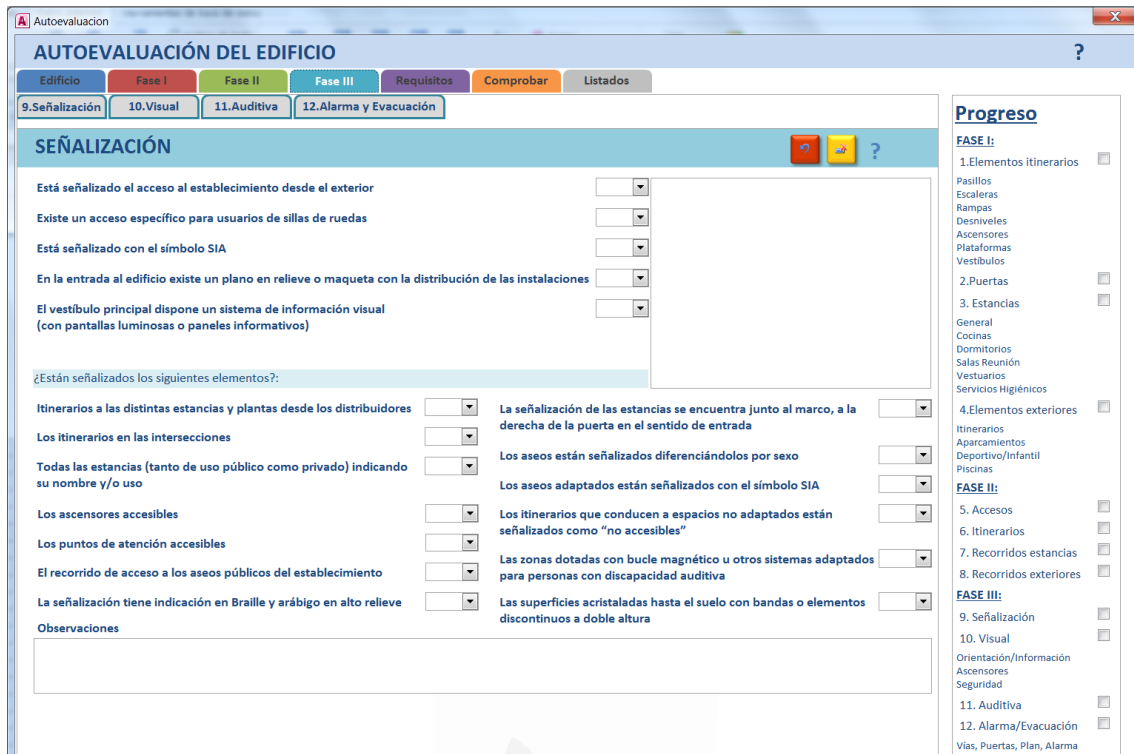 Autoevaluacion
AUTOEVALUACIÓN DEL EDIFICIO
?
Edificio
Fase I
Fase II
Fase III
Requisitos
Comprobar
Listados
9.Señalización
10.Visual
11.Auditiva
12.Alarma y Evacuación
SEÑALIZACIÓN
?
Está señalizado el acceso al establecimiento desde el exterior
Existe un acceso específico para usuarios de sillas de ruedas
Está señalizado con el símbolo SIA
En la entrada al edificio existe un plano en relieve o maqueta con la distribución de las instalaciones
El vestíbulo principal dispone un sistema de información visual
(con pantallas luminosas o paneles informativos)
¿Están señalizados los siguientes elementos?:
Itinerarios a las distintas estancias y plantas desde los distribuidores
Los itinerarios en las intersecciones
Todas las estancias (tanto de uso público como privado) indicando
su nombre y/o uso
Los ascensores accesibles
Los puntos de atención accesibles
El recorrido de acceso a los aseos públicos del establecimiento
La señalización tiene indicación en Braille y arábigo en alto relieve
La señalización de las estancias se encuentra junto al marco, a la
derecha de la puerta en el sentido de entrada
Los aseos están señalizados diferenciándolos por sexo
Los aseos adaptados están señalizados con el símbolo SIA
Los itinerarios que conducen a espacios no adaptados están
señalizados como “no accesibles”
Las zonas dotadas con bucle magnético u otros sistemas adaptados
para personas con discapacidad auditiva
Las superficies acristaladas hasta el suelo con bandas o elementos
discontinuos a doble altura
Observaciones
Progreso
FASE I:
1.Elementos itinerarios
Pasillos
Escaleras
Rampas
Desniveles
Ascensores
Plataformas
Vestíbulos
2.Puertas
3. Estancias
General
Cocinas
Dormitorios
Salas Reunión
Vestuarios
Servicios Higiénicos
4.Elementos exteriores
Itinerarios
Aparcamientos
Deportivo/Infantil
Piscinas
FASE II:
5. Accesos
6. Itinerarios
7. Recorridos estancias
8. Recorridos exteriores
FASE III:
9. Señalización
10. Visual
Orientación/Información
Ascensores
Seguridad
11. Auditiva
12. Alarma/Evacuación
Vías, Puertas, Plan, Alarma